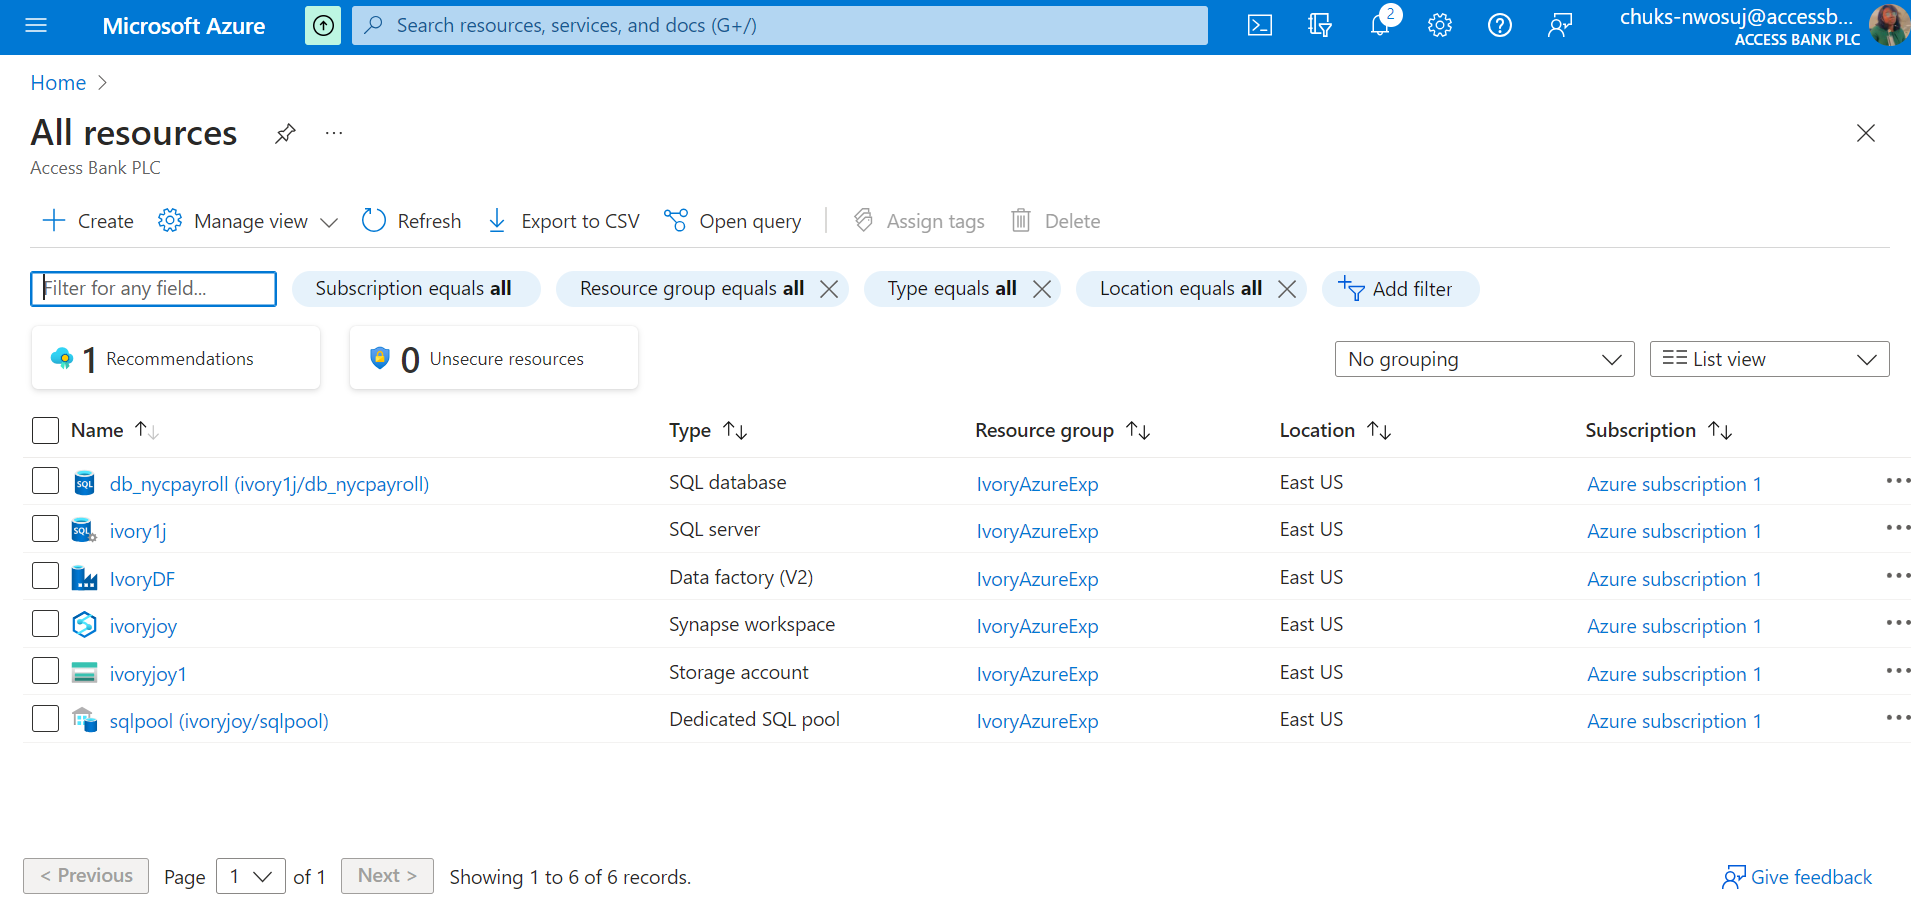 Microsoft Azure
Search resources, services, and docs (G+/)
2
chuks-nwosuj@accessb...
ACCESS BANK PLC
Home
All resources
Access Bank PLC
Create
Manage view
Refresh
Export to CSV
Open query
Assign tags
Delete
Filter for any field...
Subscription equals all
Resource group equals all
Type equals all
Location equals all
Add filter
1 Recommendations
0 Unsecure resources
No grouping
List view
Name Type Resource group Location Subscription
SQL db_nycpayroll (ivory1j/db_nycpayroll) SQL database IvoryAzureExp East US Azure subscription 1 ...
SQL ivory1j SQL server IvoryAzureExp East US Azure subscription 1 ...
IvoryDF Data factory (V2) IvoryAzureExp East US Azure subscription 1 ...
ivoryjoy Synapse workspace IvoryAzureExp East US Azure subscription 1 ...
ivoryjoy1 Storage account IvoryAzureExp East US Azure subscription 1 ...
sqlpool (ivoryjoy/sqlpool) Dedicated SQL pool IvoryAzureExp East US Azure subscription 1 ...
< Previous Page 1 of 1 Next > Showing 1 to 6 of 6 records.
Give feedback